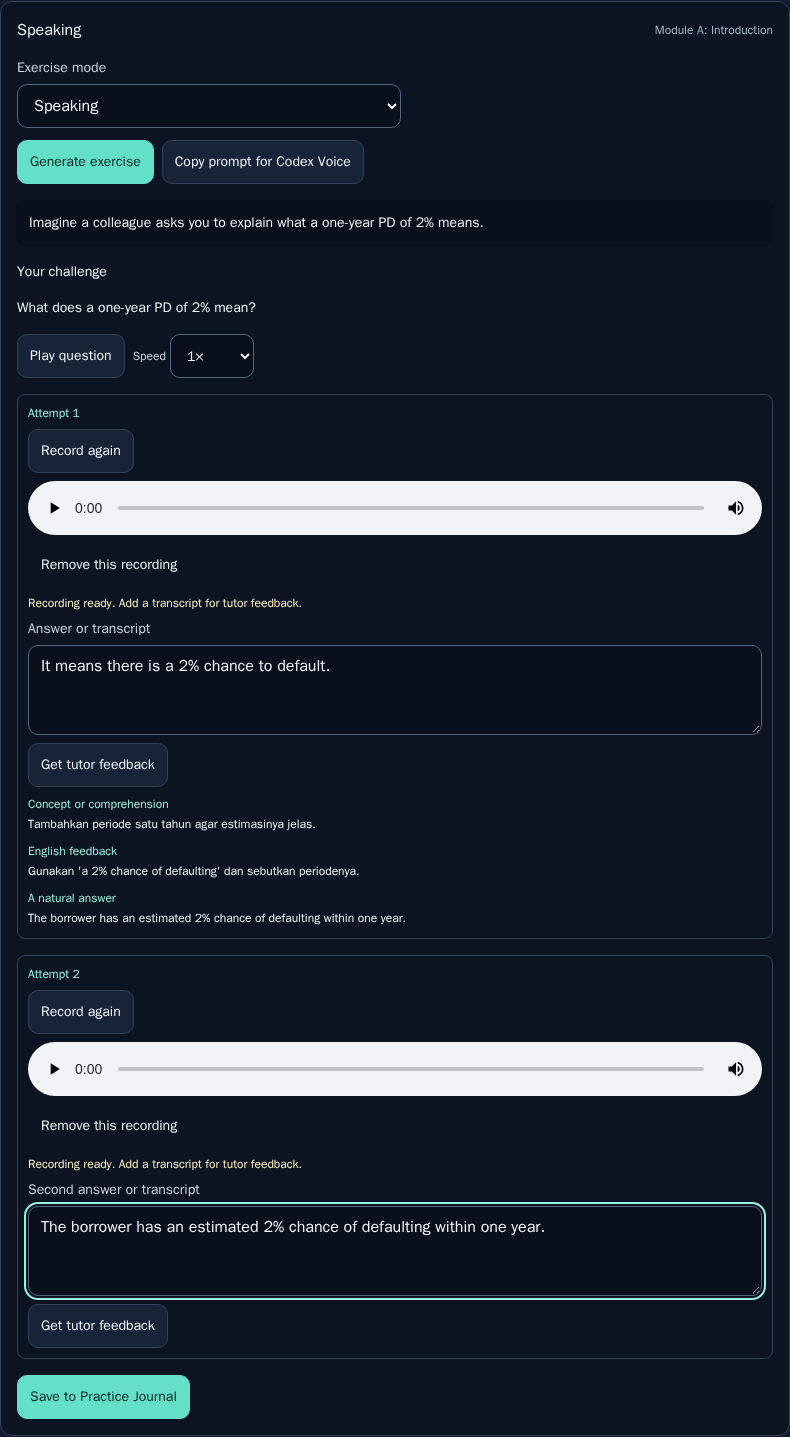 Speaking
Module A: Introduction
Exercise mode
Speaking
Generate exercise
Copy prompt for Codex Voice
Imagine a colleague asks you to explain what a one-year PD of 2% means.
Your challenge
What does a one-year PD of 2% mean?
Play question
Speed
1×
Attempt 1
Record again
0:00
Remove this recording
Recording ready. Add a transcript for tutor feedback.
Answer or transcript
It means there is a 2% chance to default.
Get tutor feedback
Concept or comprehension
Tambahkan periode satu tahun agar estimasinya jelas.
English feedback
Gunakan 'a 2% chance of defaulting' dan sebutkan periodenya.
A natural answer
The borrower has an estimated 2% chance of defaulting within one year.
Attempt 2
Record again
0:00
Remove this recording
Recording ready. Add a transcript for tutor feedback.
Second answer or transcript
The borrower has an estimated 2% chance of defaulting within one year.
Get tutor feedback
Save to Practice Journal